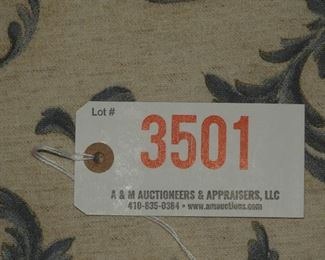 Lot #
3501
A & M AUCTIONEERS & APPRAISERS, LLC
410-835-0384 • www.amauctions.com